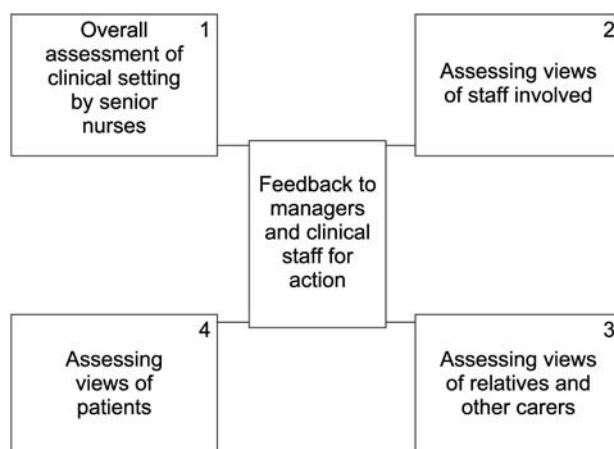 1
Overall
assessment of
clinical setting
by senior
nurses
2
Assessing views
of staff involved
Feedback to
managers
and clinical
staff for
action
4
Assessing
views of
patients
3
Assessing views
of relatives and
other carers